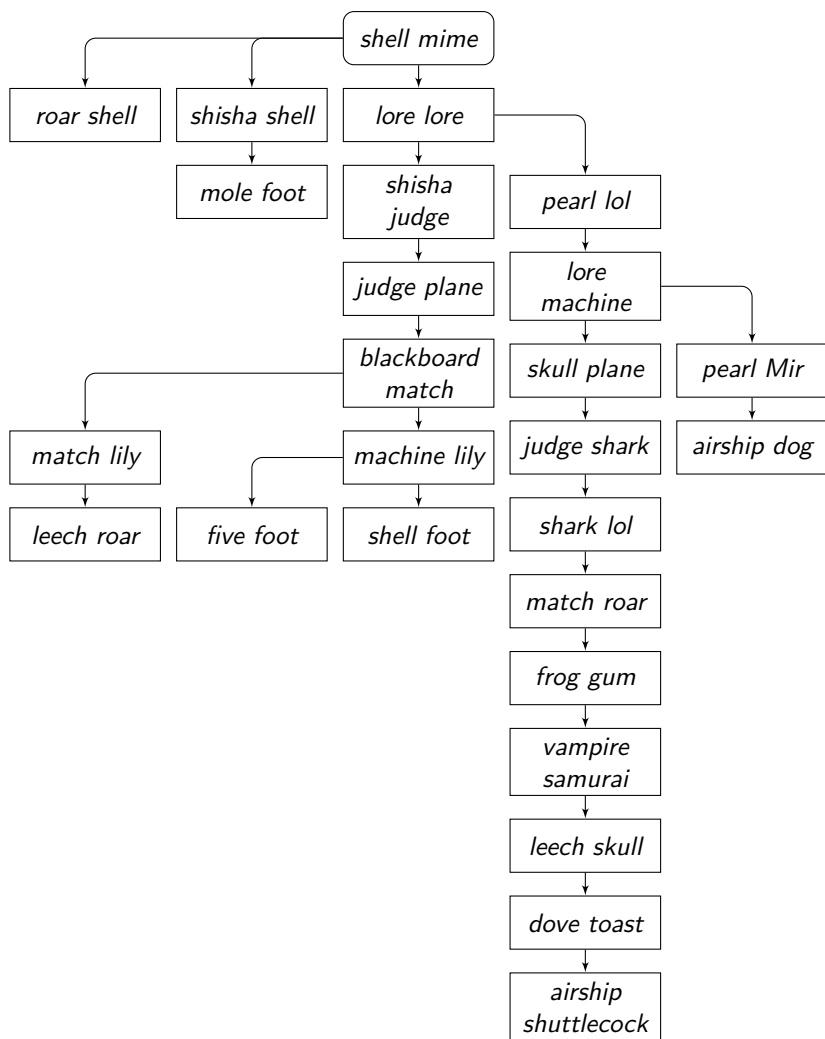 shell mime
roar shell
shisha shell
lore lore
mole foot
shisha
judge
pearl lol
judge plane
lore
machine
blackboard
match
skull plane
pearl Mir
match lily
machine lily
judge shark
airship dog
leech roar
five foot
shell foot
shark lol
match roar
frog gum
vampire
samurai
leech skull
dove toast
airship
shuttlecock